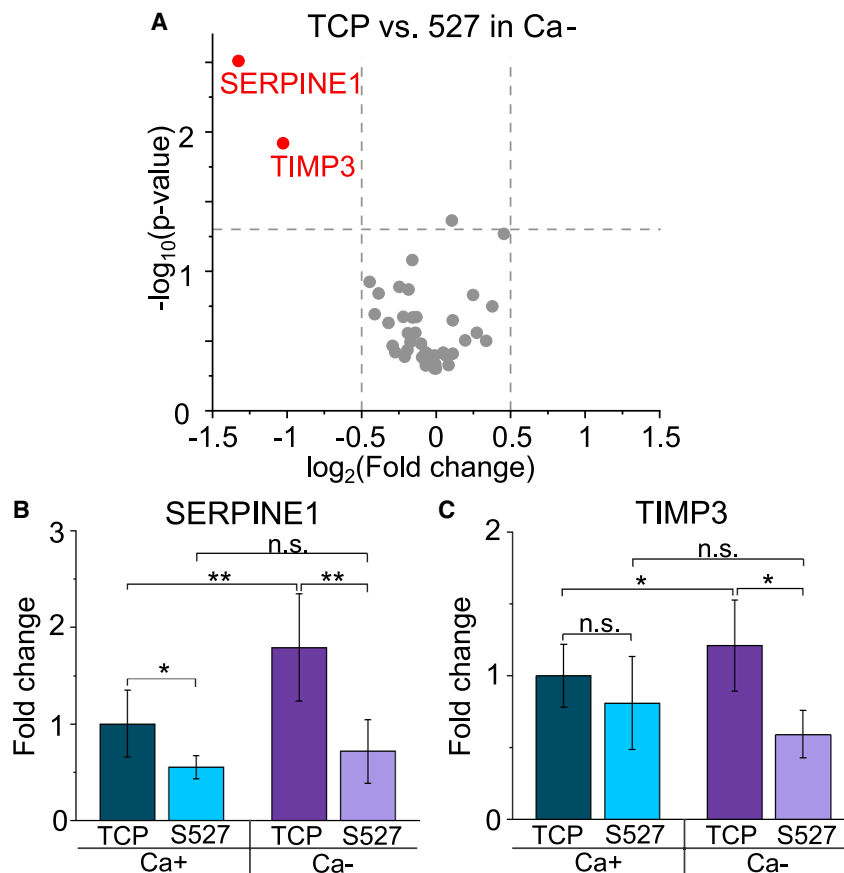 A
TCP vs. 527 in Ca-
SERPINE1
TIMP3
-log10(p-value)
2
1
0
-1.5 -1 -0.5 0 0.5 1 1.5
log2(Fold change)
B
SERPINE1
n.s.
** **
*
Fold change
3
2
1
0
TCP S527 TCP S527
Ca+ Ca-
C
TIMP3
n.s.
* *
n.s.
Fold change
2
1
0
TCP S527 TCP S527
Ca+ Ca-